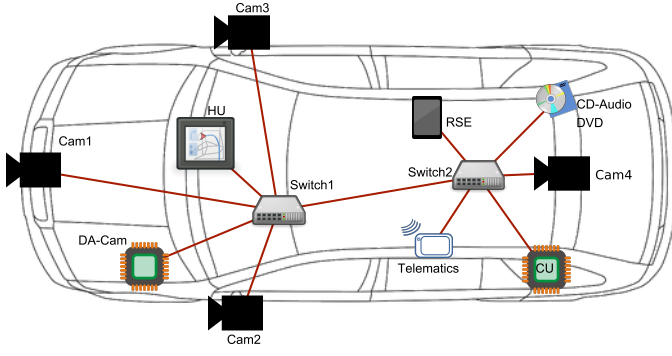 Cam3
HU
CD-Audio
DVD
RSE
Cam1
Switch1
Switch2
Cam4
DA-Cam
Telematics
CU
Cam2